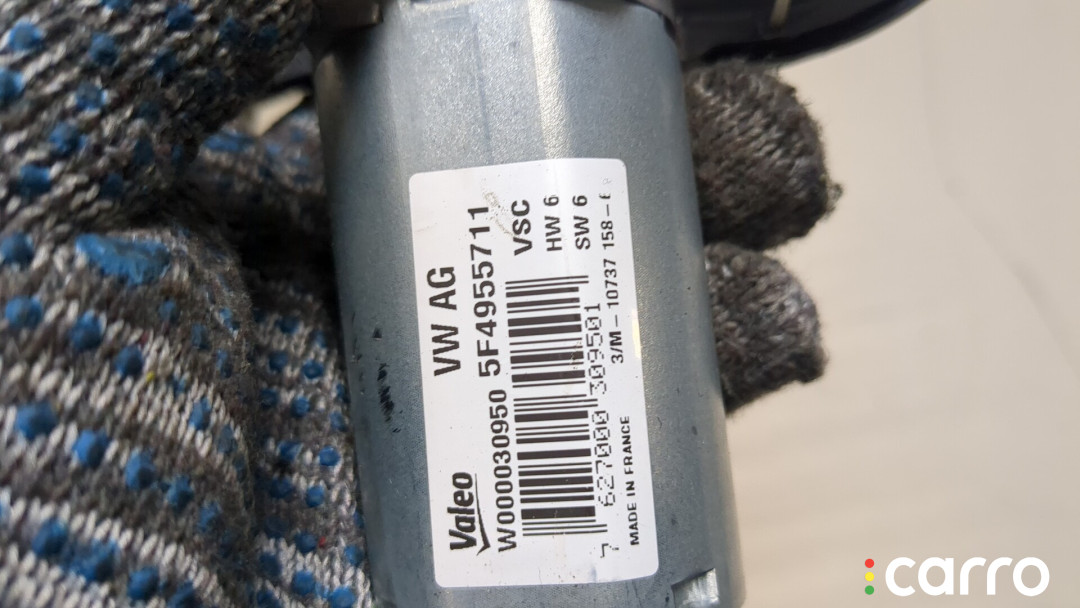 VW AG
Valeo
W000030950 5F4955711
VSC
HW 6
SW 6
7 627000 309501
MADE IN FRANCE
3/M – 10737 158 –
carro